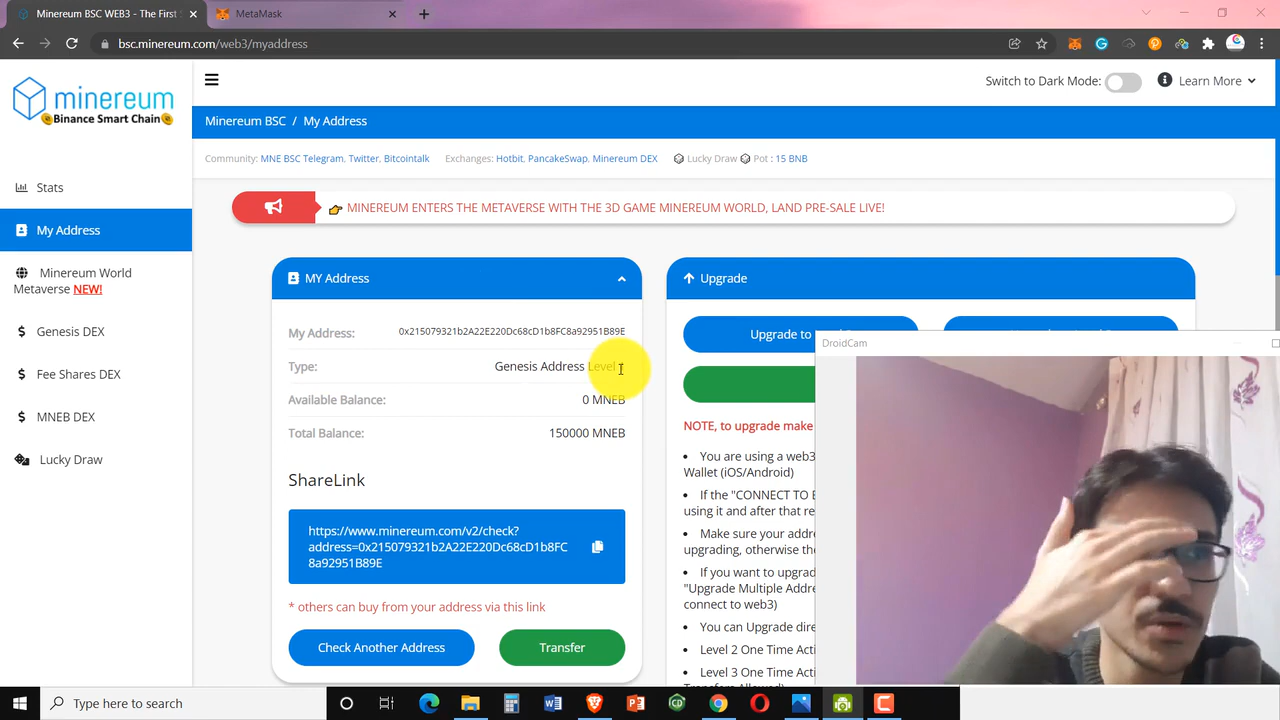 Minereum BSC WEB3 - The First S
MetaMask
bsc.minereum.com/web3/myaddress
minereum
Binance Smart Chain
Switch to Dark Mode:
Learn More
Minereum BSC / My Address
Community: MNE BSC Telegram, Twitter, Bitcointalk Exchanges: Hotbit, PancakeSwap, Minereum DEX Lucky Draw Pot : 15 BNB
Stats
My Address
Minereum World
Metaverse NEW!
Genesis DEX
Fee Shares DEX
MNEB DEX
Lucky Draw
MINEREUM ENTERS THE METAVERSE WITH THE 3D GAME MINEREUM WORLD, LAND PRE-SALE LIVE!
MY Address
My Address: 0x215079321b2A22E220Dc68cD1b8FC8a92951B89E
Type: Genesis Address Level
Available Balance: 0 MNEB
Total Balance: 150000 MNEB
ShareLink
https://www.minereum.com/v2/check?
address=0x215079321b2A22E220Dc68cD1b8FC
8a92951B89E
* others can buy from your address via this link
Check Another Address
Transfer
Upgrade
Upgrade to
DroidCam
NOTE, to upgrade make
You are using a web3
Wallet (iOS/Android)
If the "CONNECT TO
using it and after that re
Make sure your addr
upgrading, otherwise the
If you want to upgrad
"Upgrade Multiple Addre
connect to web3)
You can Upgrade dire
Level 2 One Time Acti
Level 3 One Time Acti
Type here to search